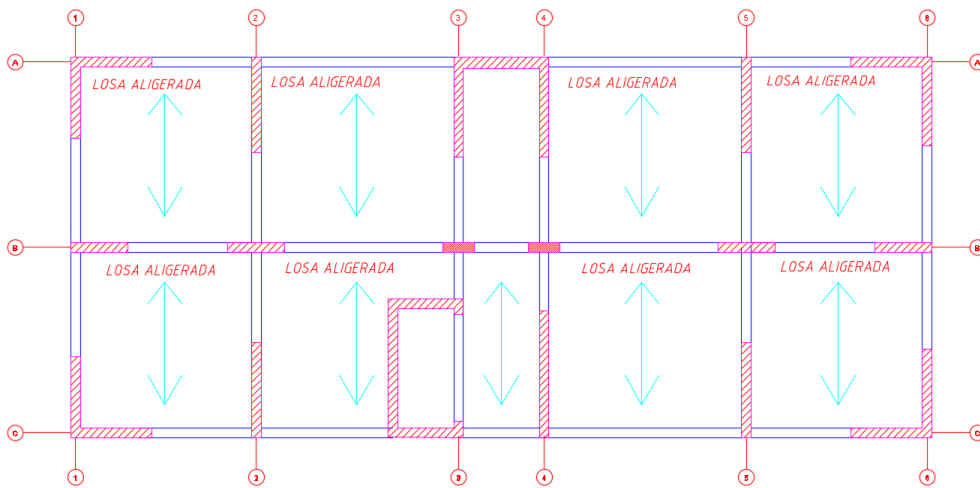 1 2 3 4 5 6
A A
LOSA ALIGERADA LOSA ALIGERADA LOSA ALIGERADA LOSA ALIGERADA
B B
LOSA ALIGERADA LOSA ALIGERADA LOSA ALIGERADA LOSA ALIGERADA
C C
1 2 3 4 5 6